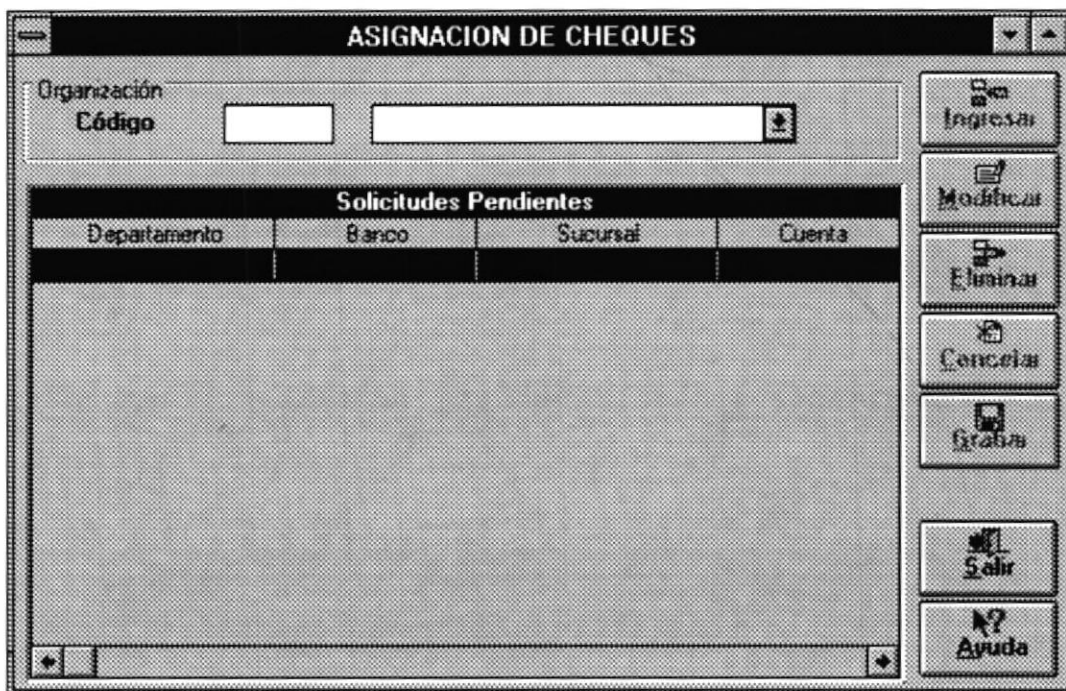 ASIGNACION DE CHEQUES
Organización
Código
Solicitudes Pendientes
Departamento Banco Sucursal Cuenta
Ingresar
Modificar
Eliminar
Cancelar
Grabar
Salir
Ayuda